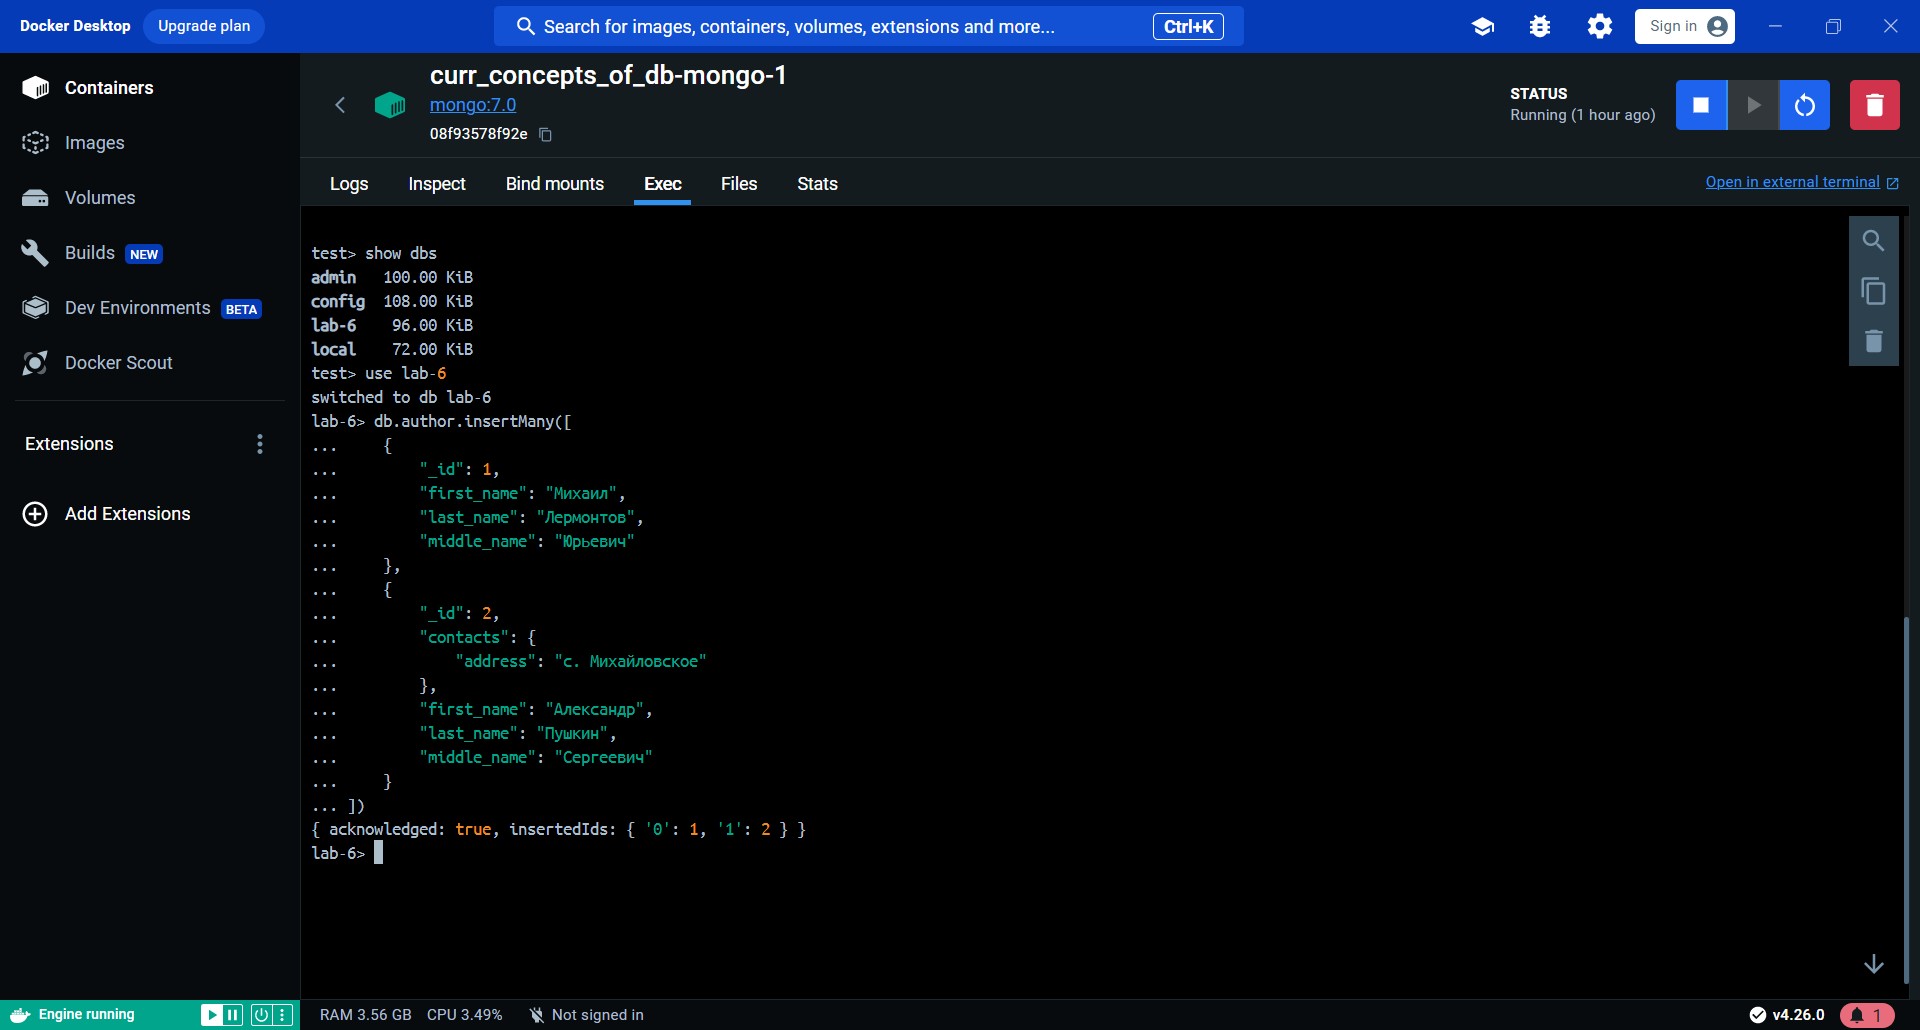 Docker Desktop Upgrade plan Search for images, containers, volumes, extensions and more... Ctrl+K Sign in
Containers
Images
Volumes
Builds NEW
Dev Environments BETA
Docker Scout
Extensions
Add Extensions
curr_concepts_of_db-mongo-1
mongo:7.0
08f93578f92e
STATUS
Running (1 hour ago)
Logs Inspect Bind mounts Exec Files Stats Open in external terminal
test> show dbs
admin 100.00 KiB
config 108.00 KiB
lab-6 96.00 KiB
local 72.00 KiB
test> use lab-6
switched to db lab-6
lab-6> db.author.insertMany([
... {
... "_id": 1,
... "first_name": "Михаил",
... "last_name": "Лермонтов",
... "middle_name": "Юрьевич"
... },
... {
... "_id": 2,
... "contacts": {
... "address": "с. Михайловское"
... },
... "first_name": "Александр",
... "last_name": "Пушкин",
... "middle_name": "Сергеевич"
... }
... ])
{ acknowledged: true, insertedIds: { '0': 1, '1': 2 } }
lab-6>
Engine running RAM 3.56 GB CPU 3.49% Not signed in v4.26.0 1